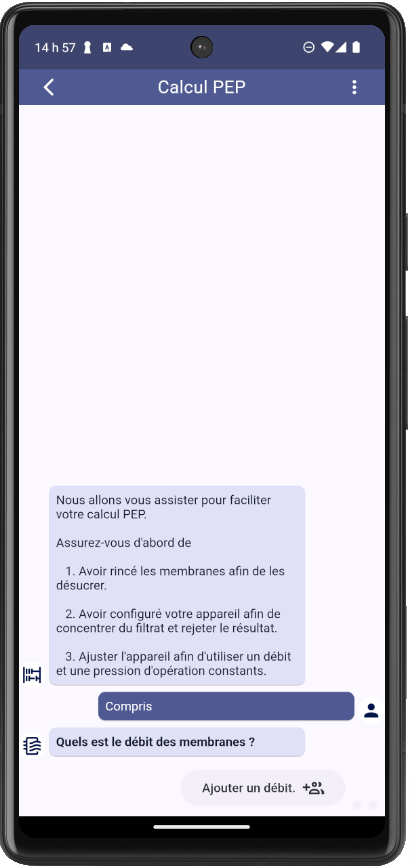 14 h 57
Calcul PEP
Nous allons vous assister pour faciliter
votre calcul PEP.
Assurez-vous d'abord de
1. Avoir rincé les membranes afin de les
désucrer.
2. Avoir configuré votre appareil afin de
concentrer du filtrat et rejeter le résultat.
3. Ajuster l'appareil afin d'utiliser un débit
et une pression d'opération constants.
Compris
Quels est le débit des membranes ?
Ajouter un débit.